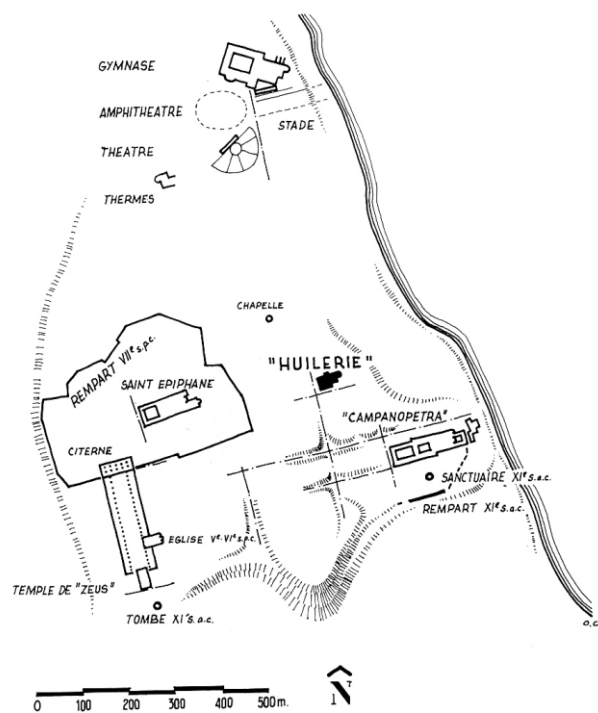 GYMNASE
AMPHITHEATRE
STADE
THEATRE
THERMES
CHAPELLE
REMPART VIIe s.p.c.
"HUILERIE"
SAINT EPIPHANE
"CAMPANOPETRA"
CITERNE
SANCTUAIRE XIe s.a.c.
REMPART XIe s.a.c.
EGLISE Ve-VIe s.p.c.
TEMPLE DE "ZEUS"
TOMBE XIe s.a.c.
O.C.
0 100 200 300 400 500 m.
N